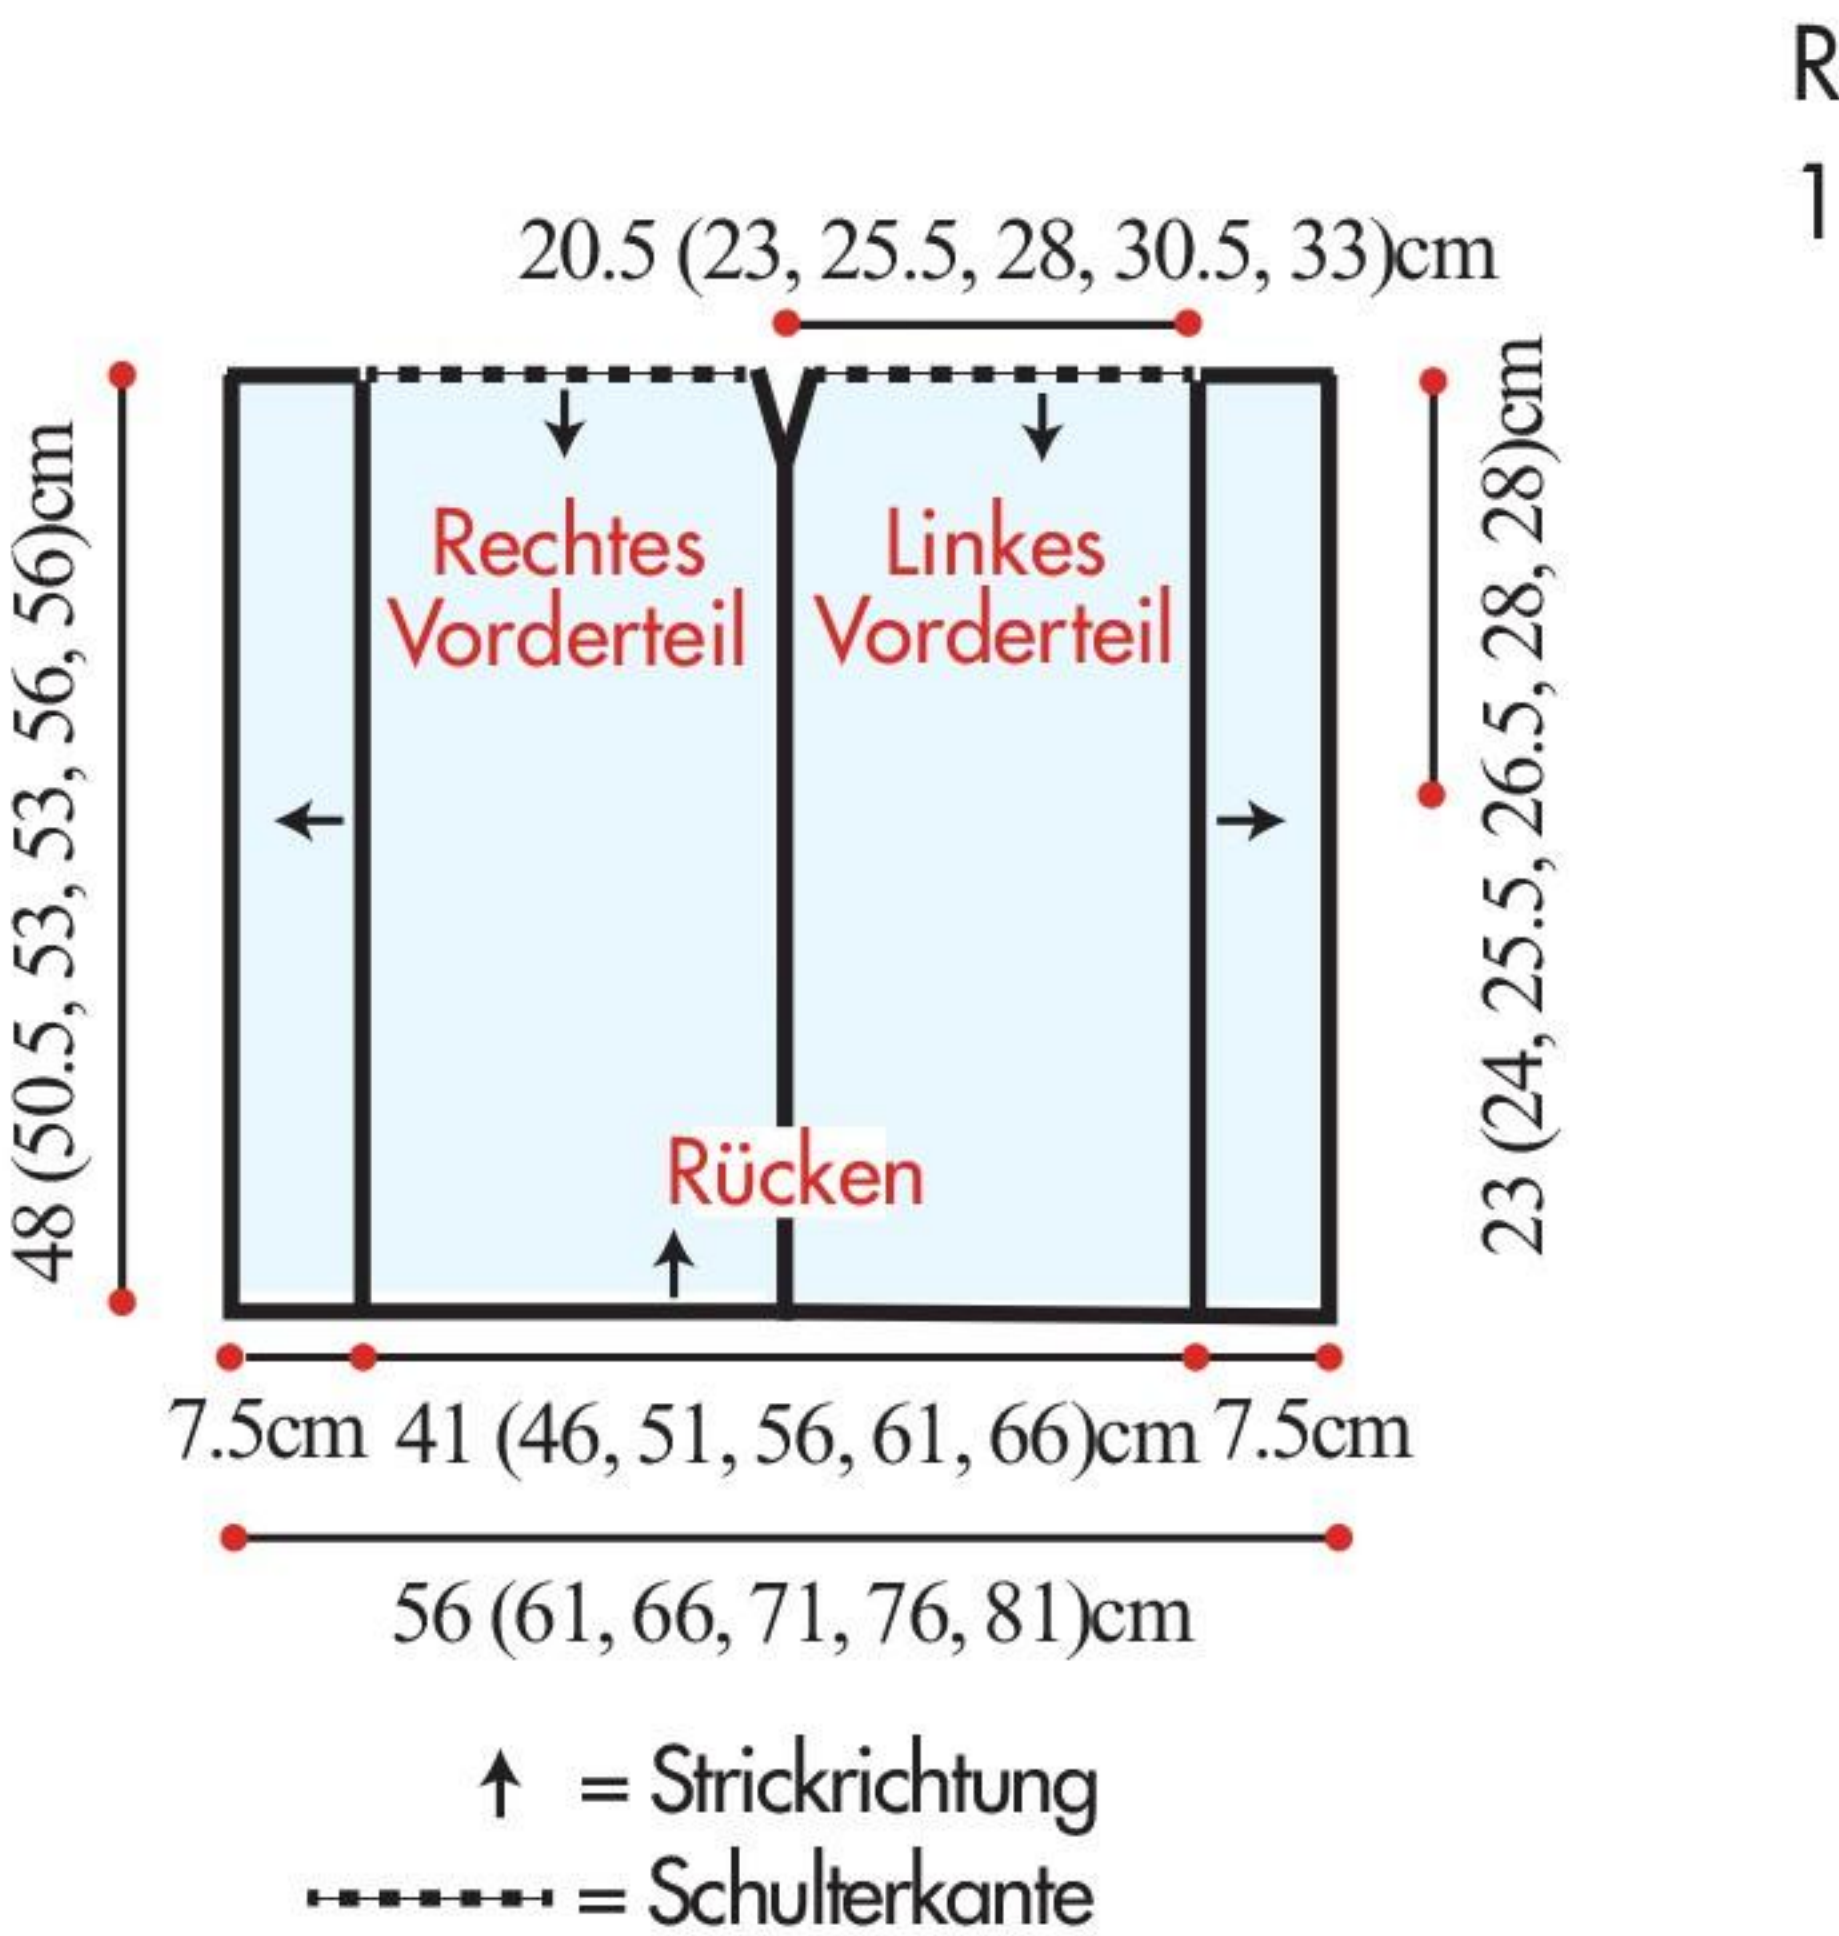 R
1
20.5 (23, 25.5, 28, 30.5, 33)cm
48 (50.5, 53, 53, 56, 56)cm
Rechtes
Vorderteil
Linkes
Vorderteil
23 (24, 25.5, 26.5, 28, 28)cm
Rücken
7.5cm 41 (46, 51, 56, 61, 66)cm 7.5cm
56 (61, 66, 71, 76, 81)cm
= Strickrichtung
= Schulterkante